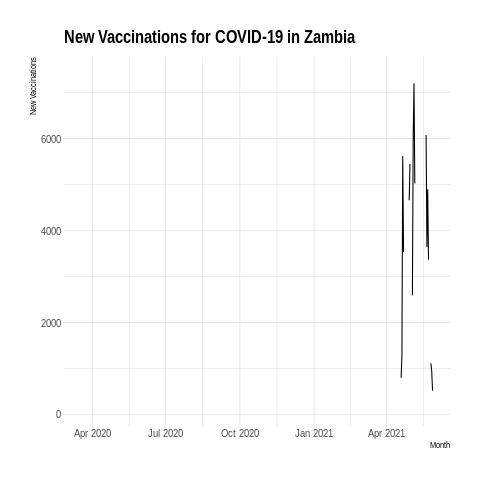 New Vaccinations for COVID-19 in Zambia
New Vaccinations
6000
4000
2000
0
Apr 2020 Jul 2020 Oct 2020 Jan 2021 Apr 2021
Month